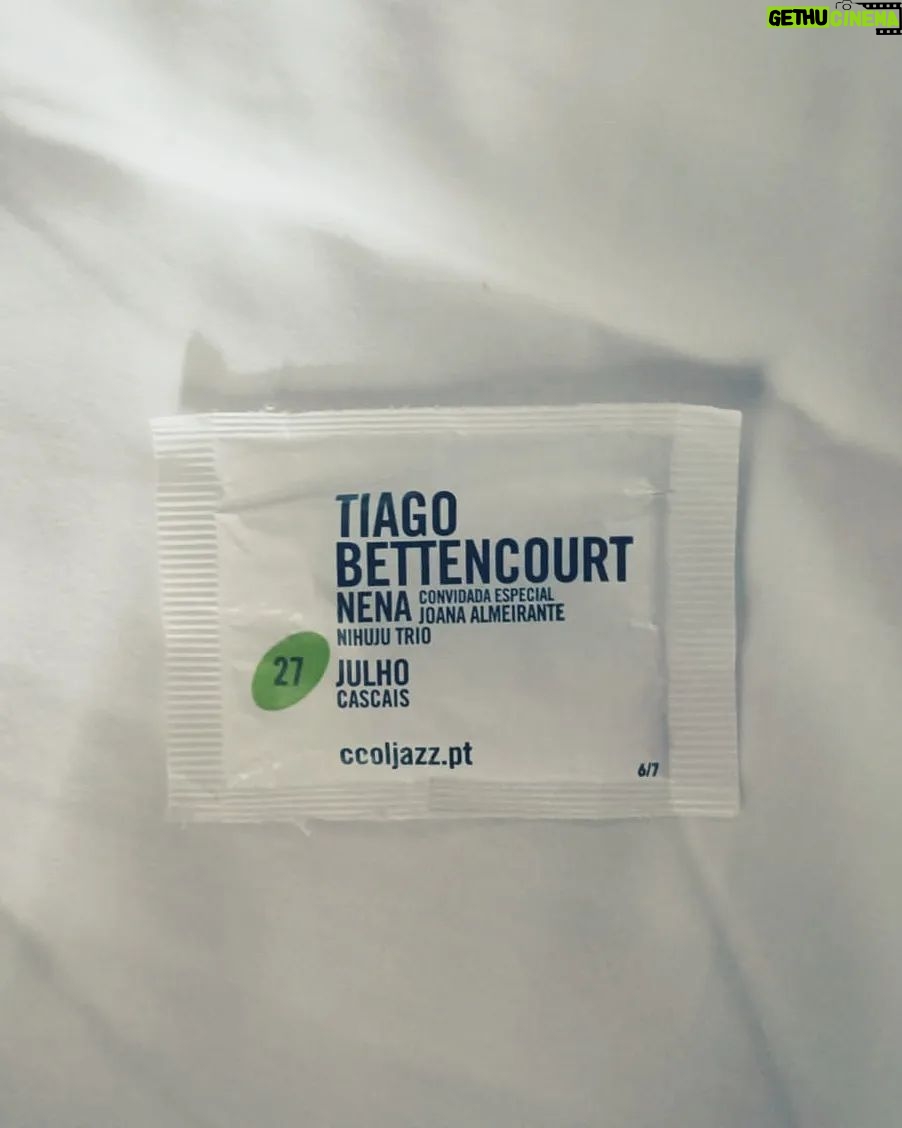 GETHUCINEMA
TIAGO
BETTENCOURT
NENA CONVIDADA ESPECIAL
JOANA ALMEIRANTE
NIHUJU TRIO
27 JULHO
CASCAIS
ccoljazz.pt
6/7